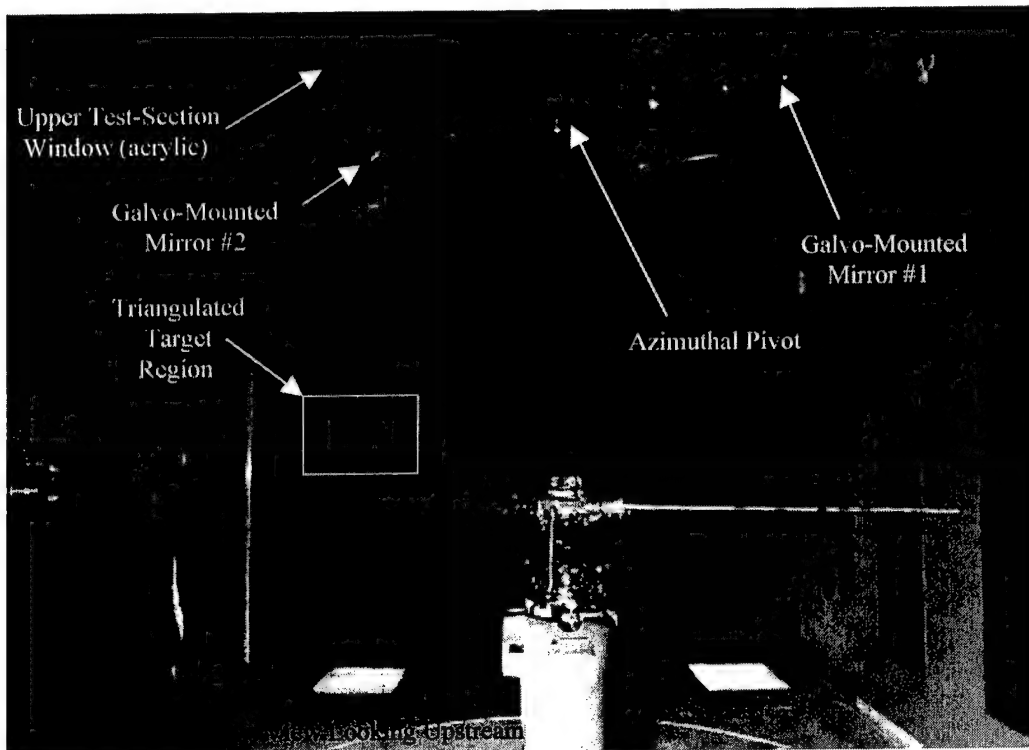 Upper Test-Section
Window (acrylic)
Galvo-Mounted
Mirror #2
Galvo-Mounted
Mirror #1
Triangulated
Target
Region
Azimuthal Pivot
View Looking Upstream